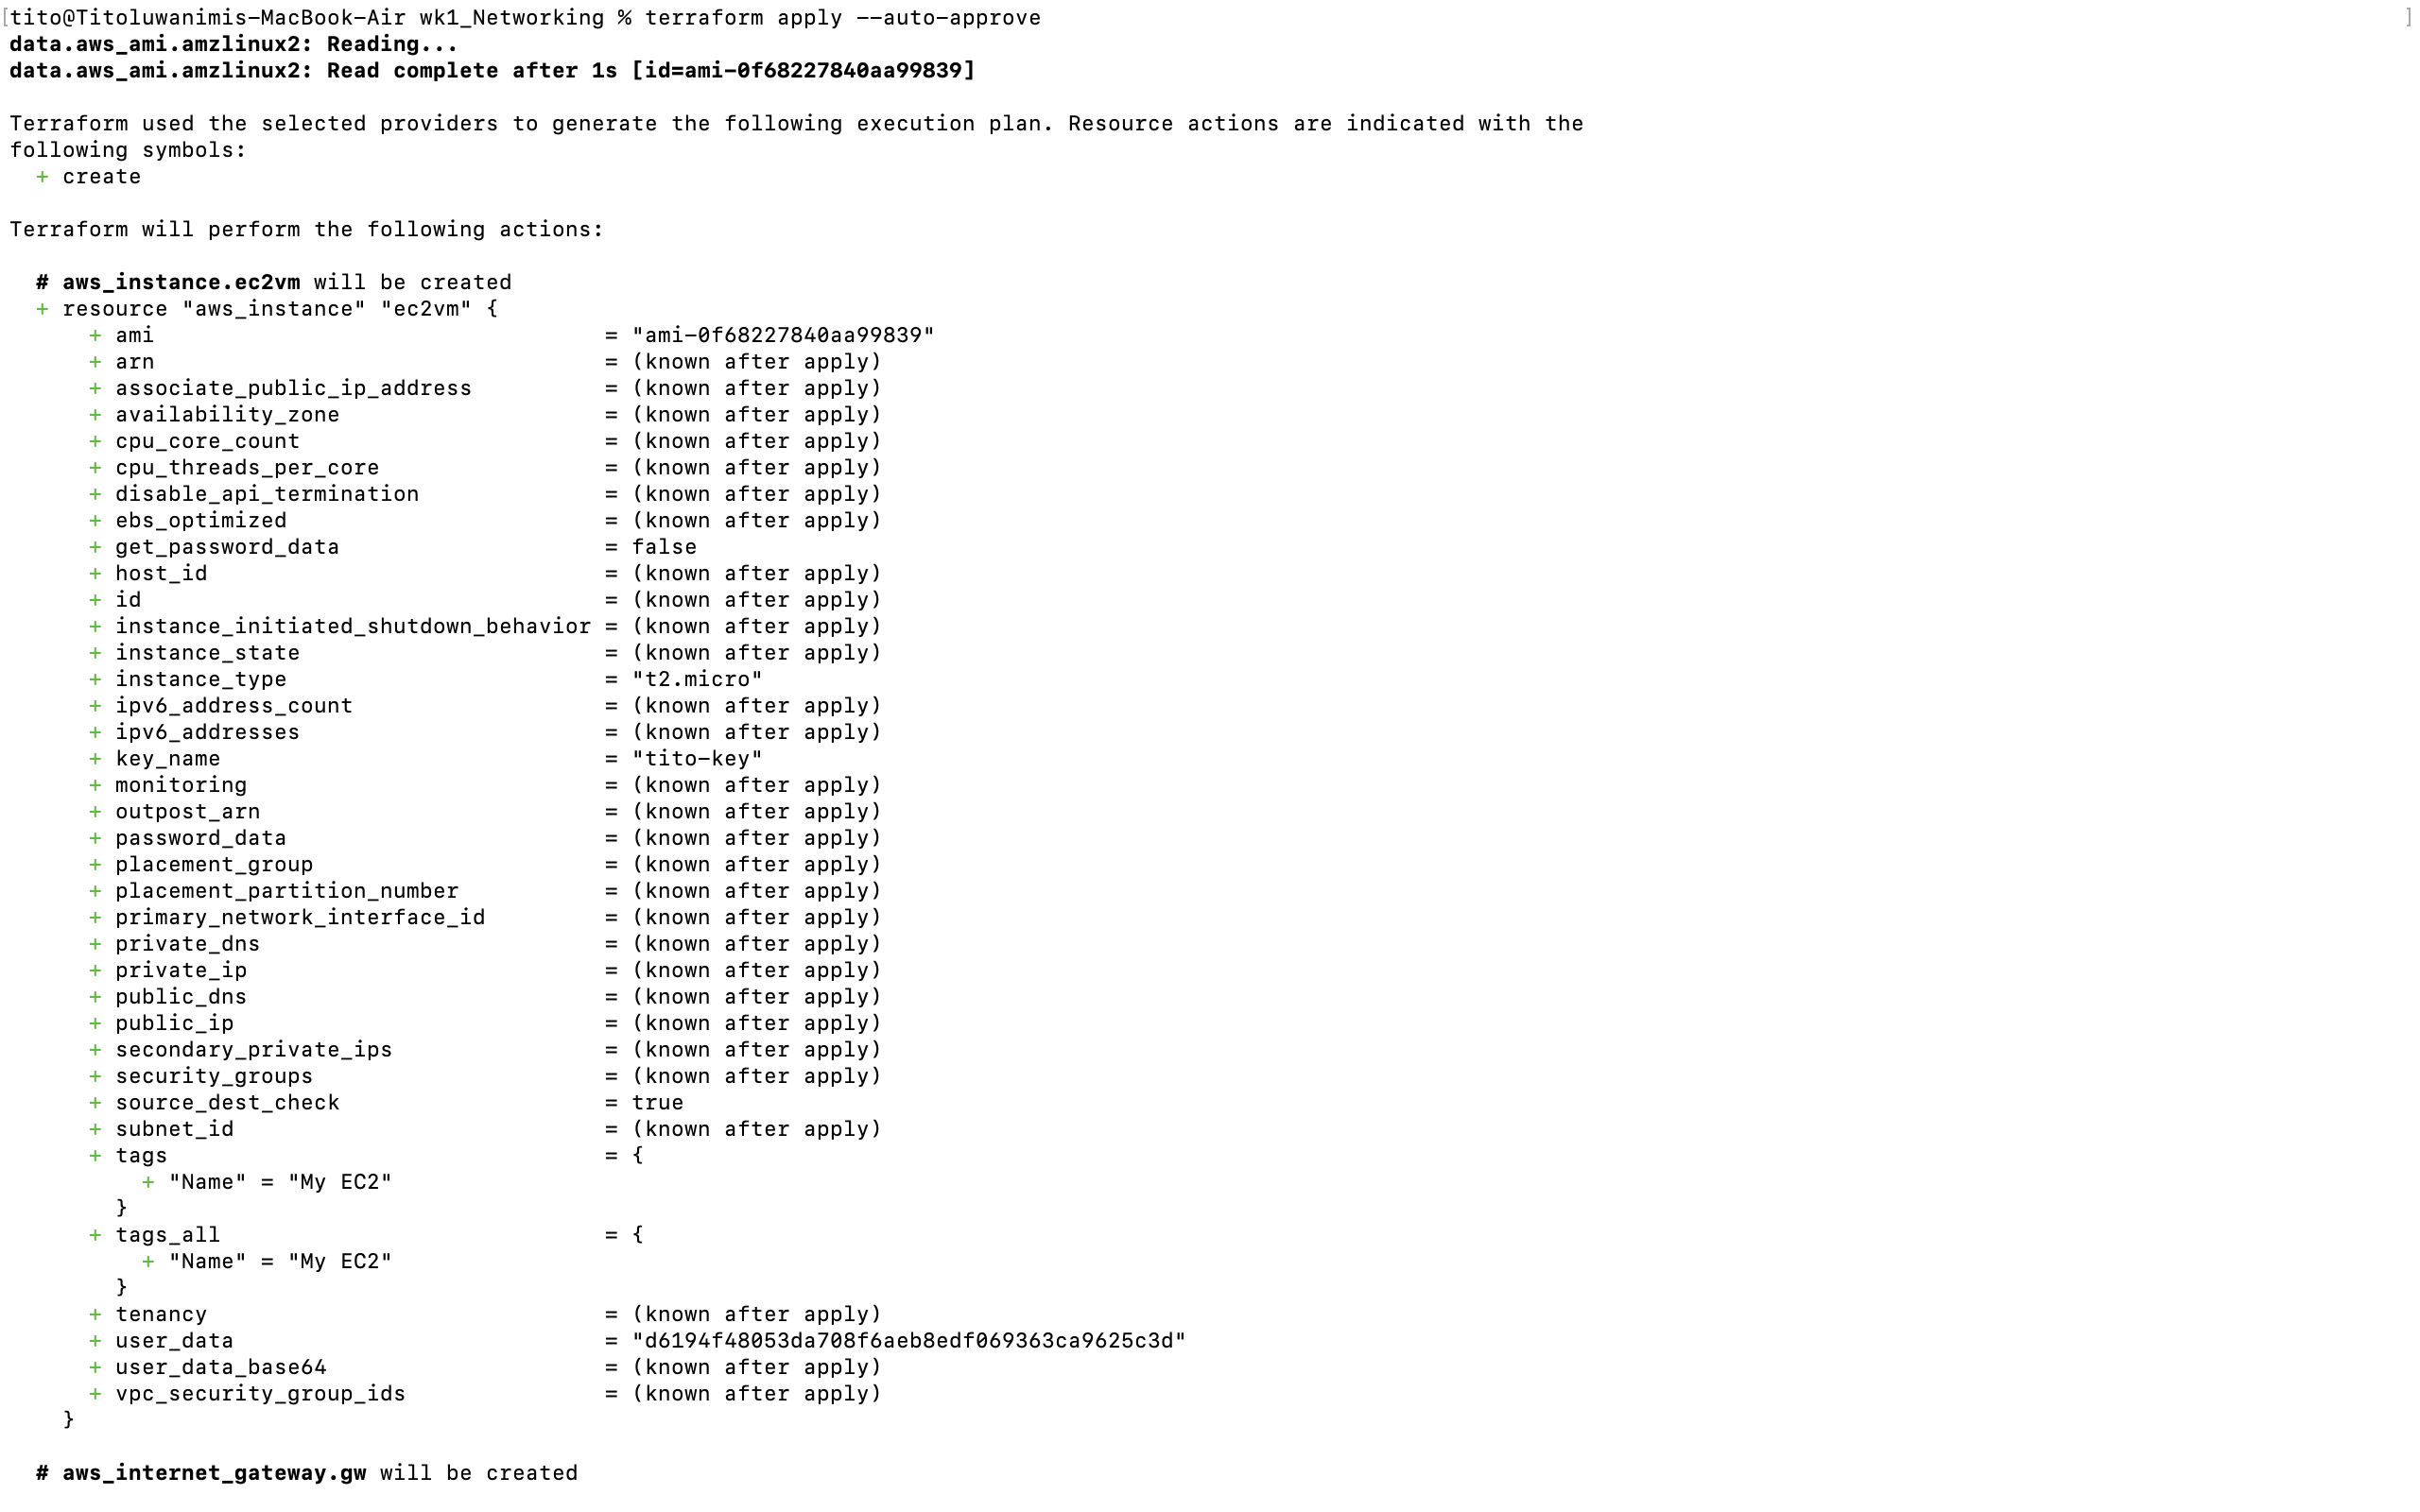 [tito@Titoluwanimis-MacBook-Air wk1_Networking % terraform apply --auto-approve ]
data.aws_ami.amzlinux2: Reading...
data.aws_ami.amzlinux2: Read complete after 1s [id=ami-0f68227840aa99839]
Terraform used the selected providers to generate the following execution plan. Resource actions are indicated with the
following symbols:
  + create
Terraform will perform the following actions:
  # aws_instance.ec2vm will be created
  + resource "aws_instance" "ec2vm" {
      + ami                                  = "ami-0f68227840aa99839"
      + arn                                  = (known after apply)
      + associate_public_ip_address          = (known after apply)
      + availability_zone                    = (known after apply)
      + cpu_core_count                       = (known after apply)
      + cpu_threads_per_core                 = (known after apply)
      + disable_api_termination              = (known after apply)
      + ebs_optimized                        = (known after apply)
      + get_password_data                    = false
      + host_id                              = (known after apply)
      + id                                   = (known after apply)
      + instance_initiated_shutdown_behavior = (known after apply)
      + instance_state                       = (known after apply)
      + instance_type                        = "t2.micro"
      + ipv6_address_count                   = (known after apply)
      + ipv6_addresses                       = (known after apply)
      + key_name                             = "tito-key"
      + monitoring                           = (known after apply)
      + outpost_arn                          = (known after apply)
      + password_data                        = (known after apply)
      + placement_group                      = (known after apply)
      + placement_partition_number           = (known after apply)
      + primary_network_interface_id         = (known after apply)
      + private_dns                          = (known after apply)
      + private_ip                           = (known after apply)
      + public_dns                           = (known after apply)
      + public_ip                            = (known after apply)
      + secondary_private_ips                = (known after apply)
      + security_groups                      = (known after apply)
      + source_dest_check                    = true
      + subnet_id                            = (known after apply)
      + tags                                 = {
          + "Name" = "My EC2"
        }
      + tags_all                             = {
          + "Name" = "My EC2"
        }
      + tenancy                              = (known after apply)
      + user_data                            = "d6194f48053da708f6aeb8edf069363ca9625c3d"
      + user_data_base64                     = (known after apply)
      + vpc_security_group_ids               = (known after apply)
    }
  # aws_internet_gateway.gw will be created